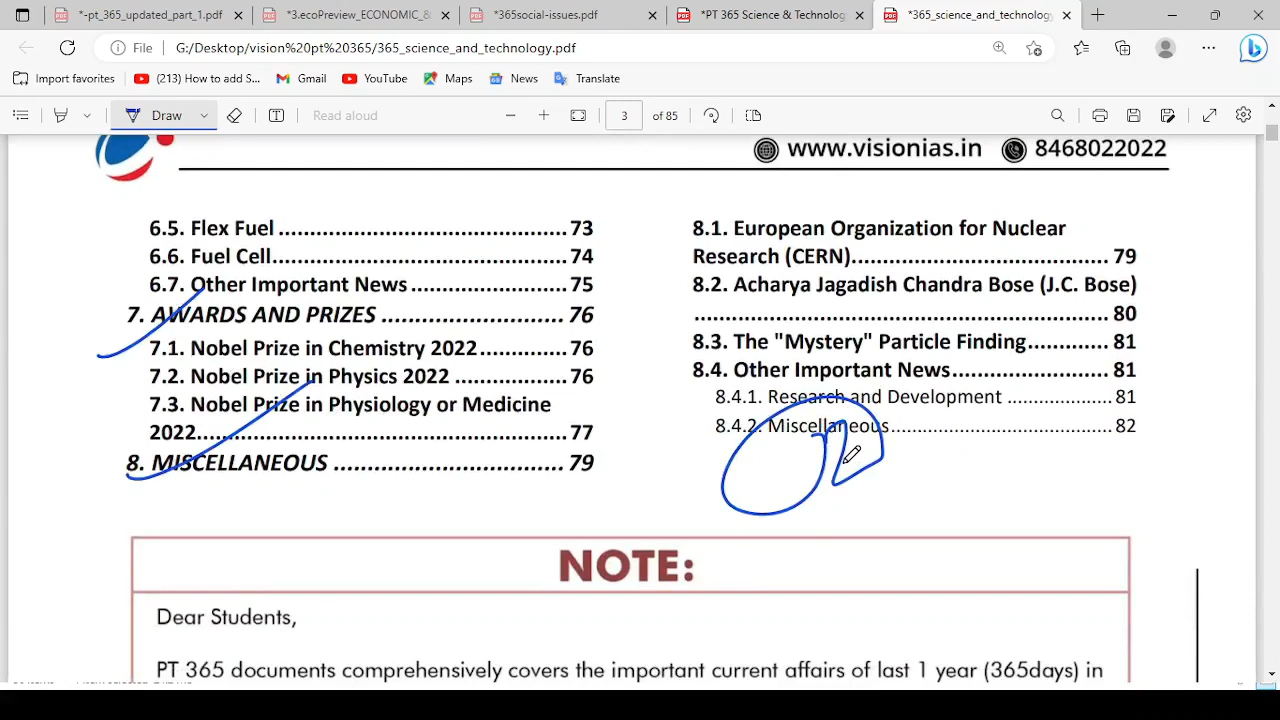 *-pt_365_updated_part_1.pdf
*3.ecoPreview_ECONOMIC_&
*365social-issues.pdf
*PT 365 Science & Technolog
*365_science_and_technolog
File G:/Desktop/vision%20pt%20365/365_science_and_technology.pdf
Import favorites (213) How to add S... Gmail YouTube Maps News Translate
Draw Read aloud 3 of 85
www.visionias.in 8468022022
6.5. Flex Fuel .............................................. 73
6.6. Fuel Cell............................................... 74
6.7. Other Important News ......................... 75
7. AWARDS AND PRIZES .......................... 76
7.1. Nobel Prize in Chemistry 2022.............. 76
7.2. Nobel Prize in Physics 2022 .................. 76
7.3. Nobel Prize in Physiology or Medicine
2022........................................................... 77
8. MISCELLANEOUS ................................. 79
8.1. European Organization for Nuclear
Research (CERN)......................................... 79
8.2. Acharya Jagadish Chandra Bose (J.C. Bose)
.................................................................. 80
8.3. The "Mystery" Particle Finding............. 81
8.4. Other Important News......................... 81
8.4.1. Research and Development .................... 81
8.4.2. Miscellaneous......................................... 82
NOTE:
Dear Students,
PT 365 documents comprehensively covers the important current affairs of last 1 year (365days) in